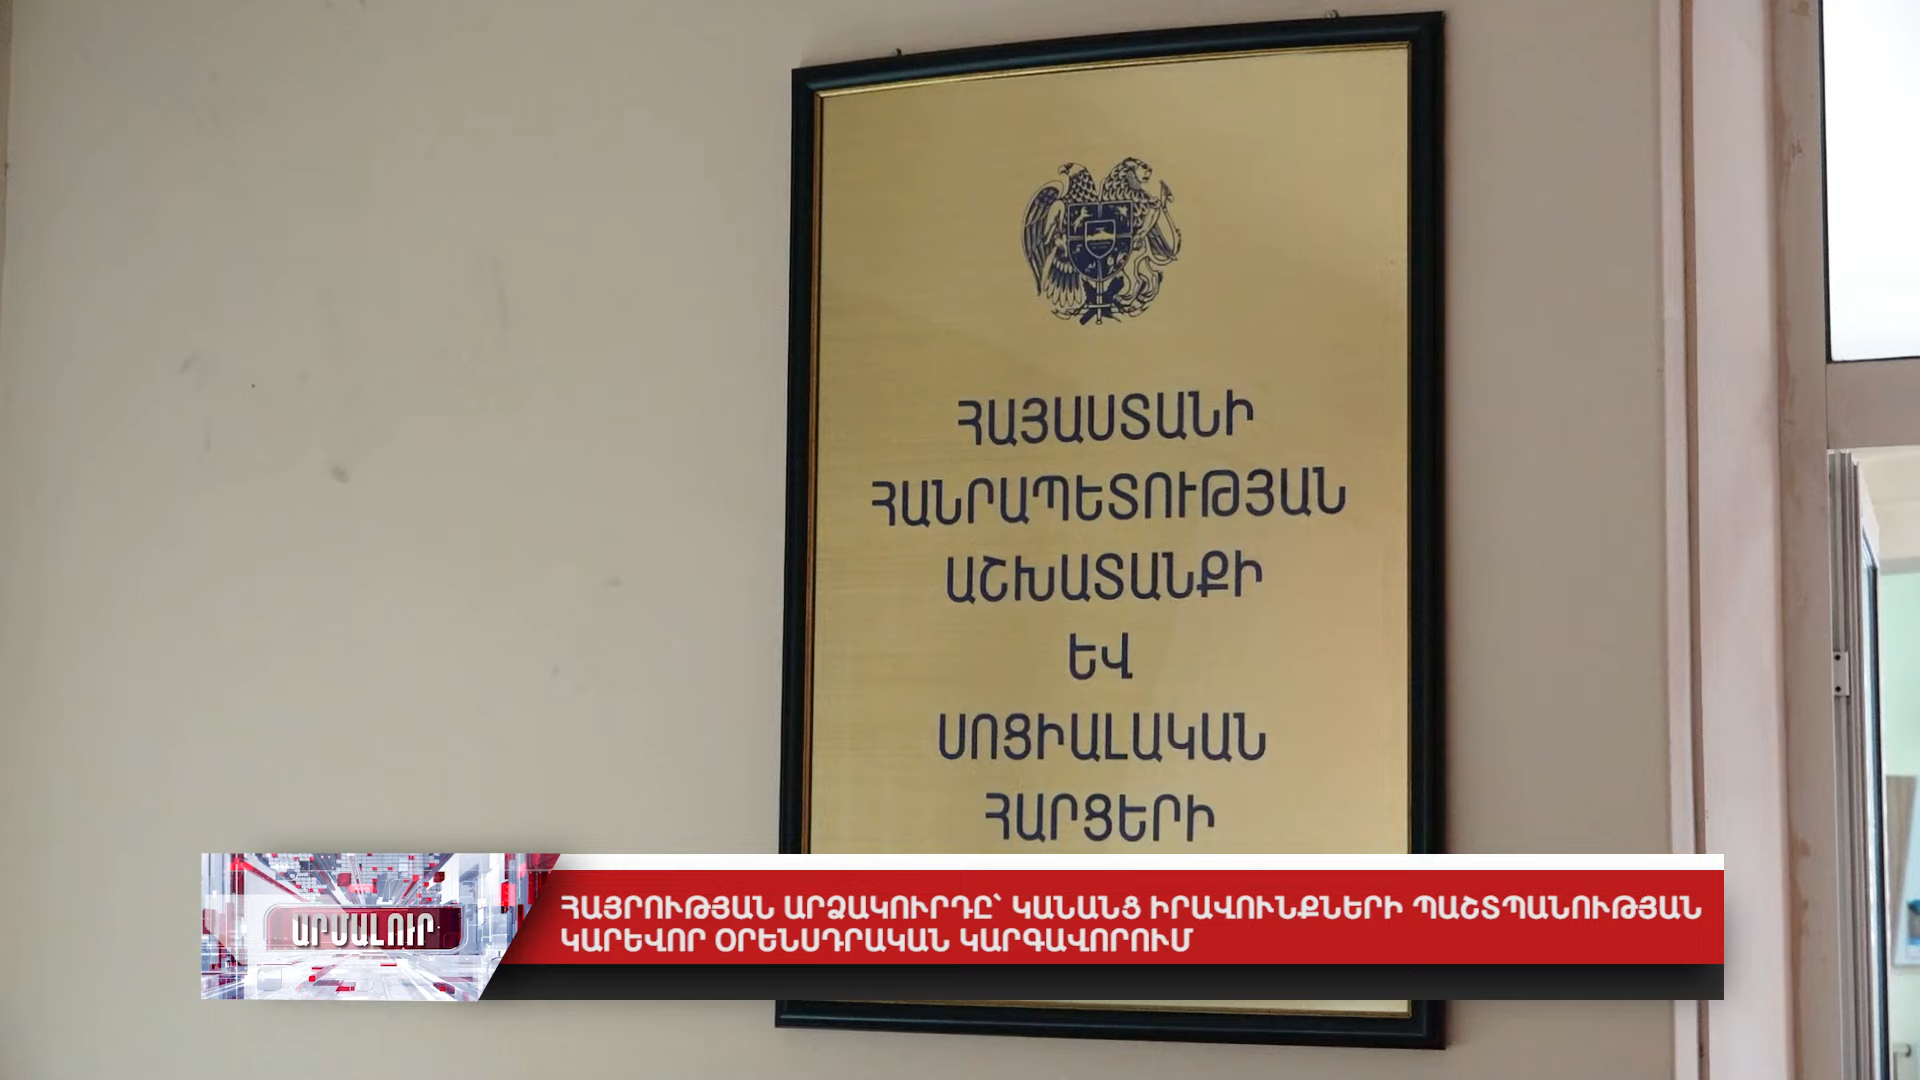 ՀԱՅԱՍՏԱՆԻ
ՀԱՆՐԱՊԵՏՈՒԹՅԱՆ
ԱՇԽԱՏԱՆՔԻ
ԵՎ
ՍՈՑԻԱԼԱԿԱՆ
ՀԱՐՑԵՐԻ
ԱՐՄԱԼՈՒՐ
ՀԱՅՐՈՒԹՅԱՆ ԱՐՁԱԿՈՒՐԴԸ՝ ԿԱՆԱՆՑ ԻՐԱՎՈՒՆՔՆԵՐԻ ՊԱՇՏՊԱՆՈՒԹՅԱՆ
ԿԱՐԵՎՈՐ ՕՐԵՆՍԴՐԱԿԱՆ ԿԱՐԳԱՎՈՐՈՒՄ